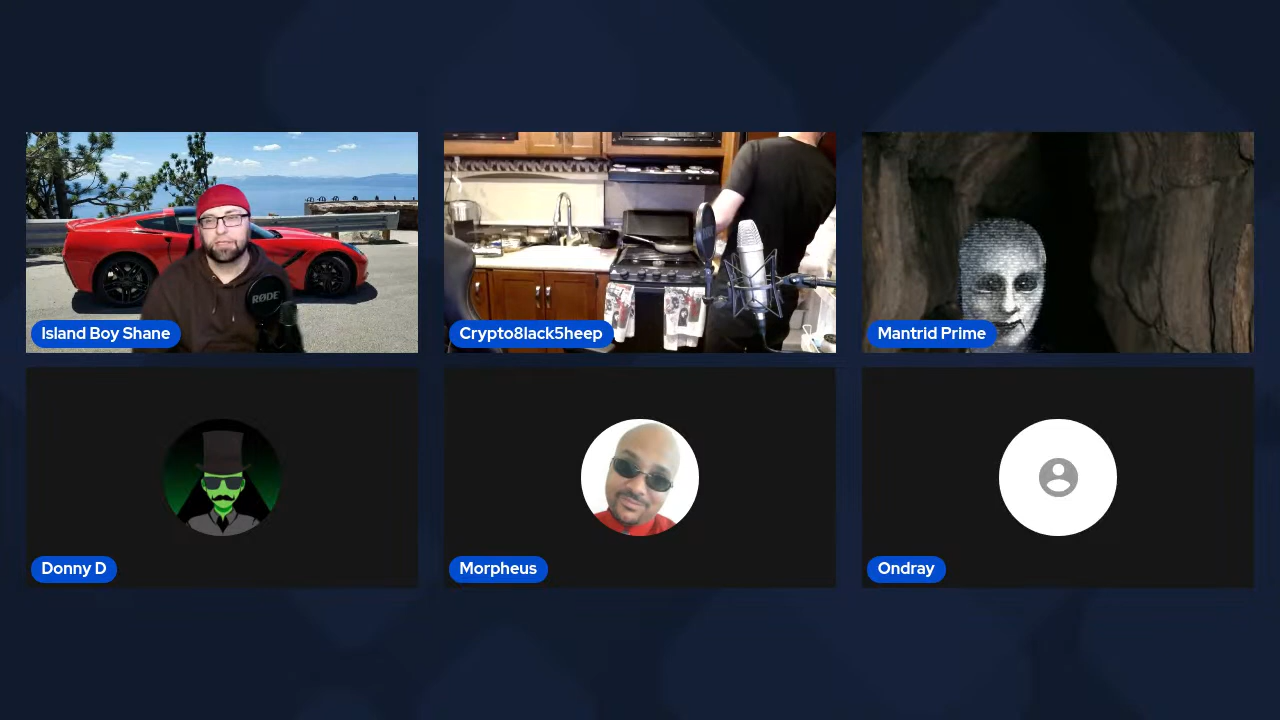 RØDE
Island Boy Shane
Crypto8lack5heep
Mantrid Prime
Donny D
Morpheus
Ondray